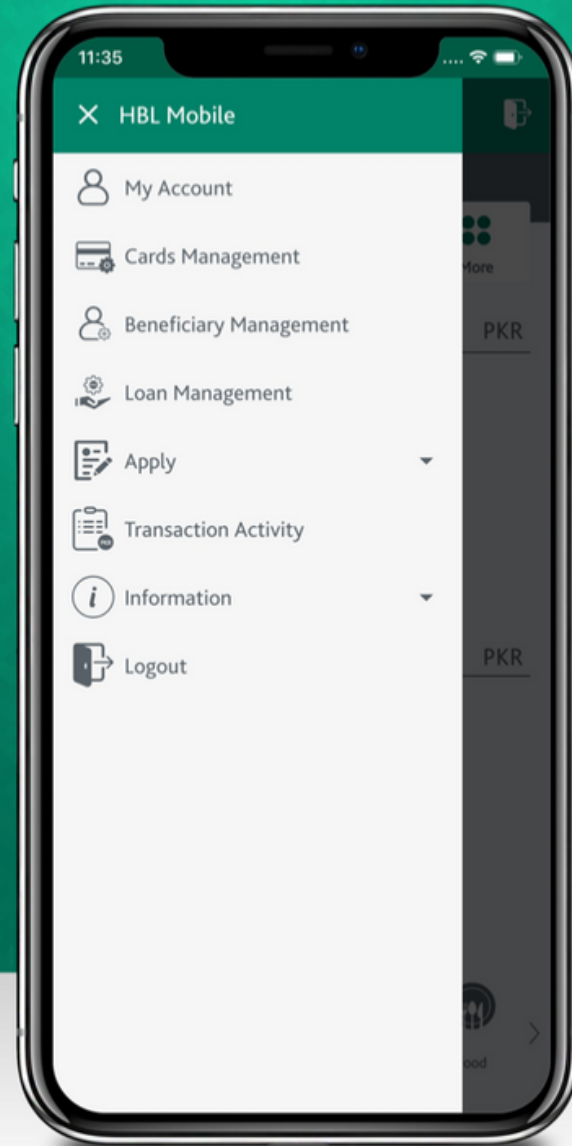 11:35
HBL Mobile
My Account
More
Cards Management
Beneficiary Management
PKR
Loan Management
Apply
Transaction Activity
Information
PKR
Logout
ood